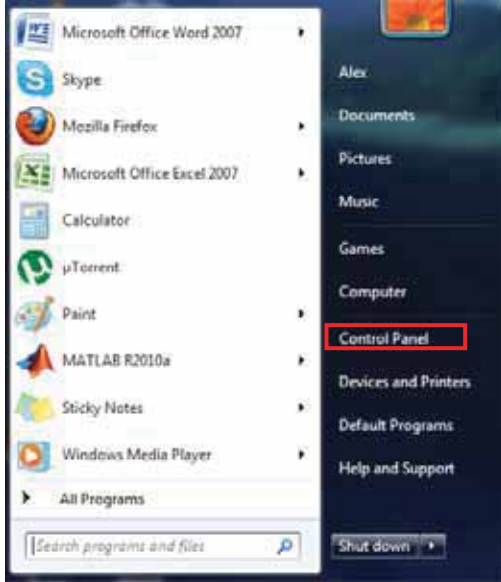 Microsoft Office Word 2007
Skype
Mozilla Firefox
Microsoft Office Excel 2007
Calculator
µTorrent
Paint
MATLAB R2010a
Sticky Notes
Windows Media Player
All Programs
Search programs and files
Alex
Documents
Pictures
Music
Games
Computer
Control Panel
Devices and Printers
Default Programs
Help and Support
Shut down